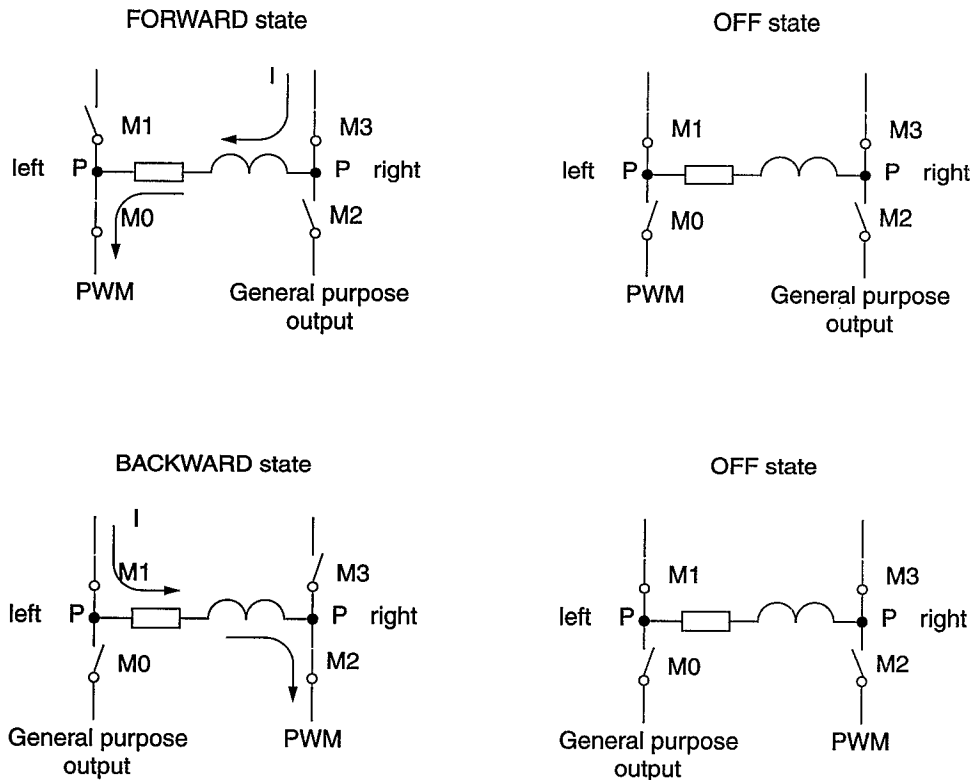 FORWARD state
I
M1
M3
left
P
P
right
M0
M2
PWM
General purpose
output
OFF state
M1
M3
left
P
P
right
M0
M2
PWM
General purpose
output
BACKWARD state
I
M1
M3
left
P
P
right
M0
M2
General purpose
output
PWM
OFF state
M1
M3
left
P
P
right
M0
M2
General purpose
output
PWM